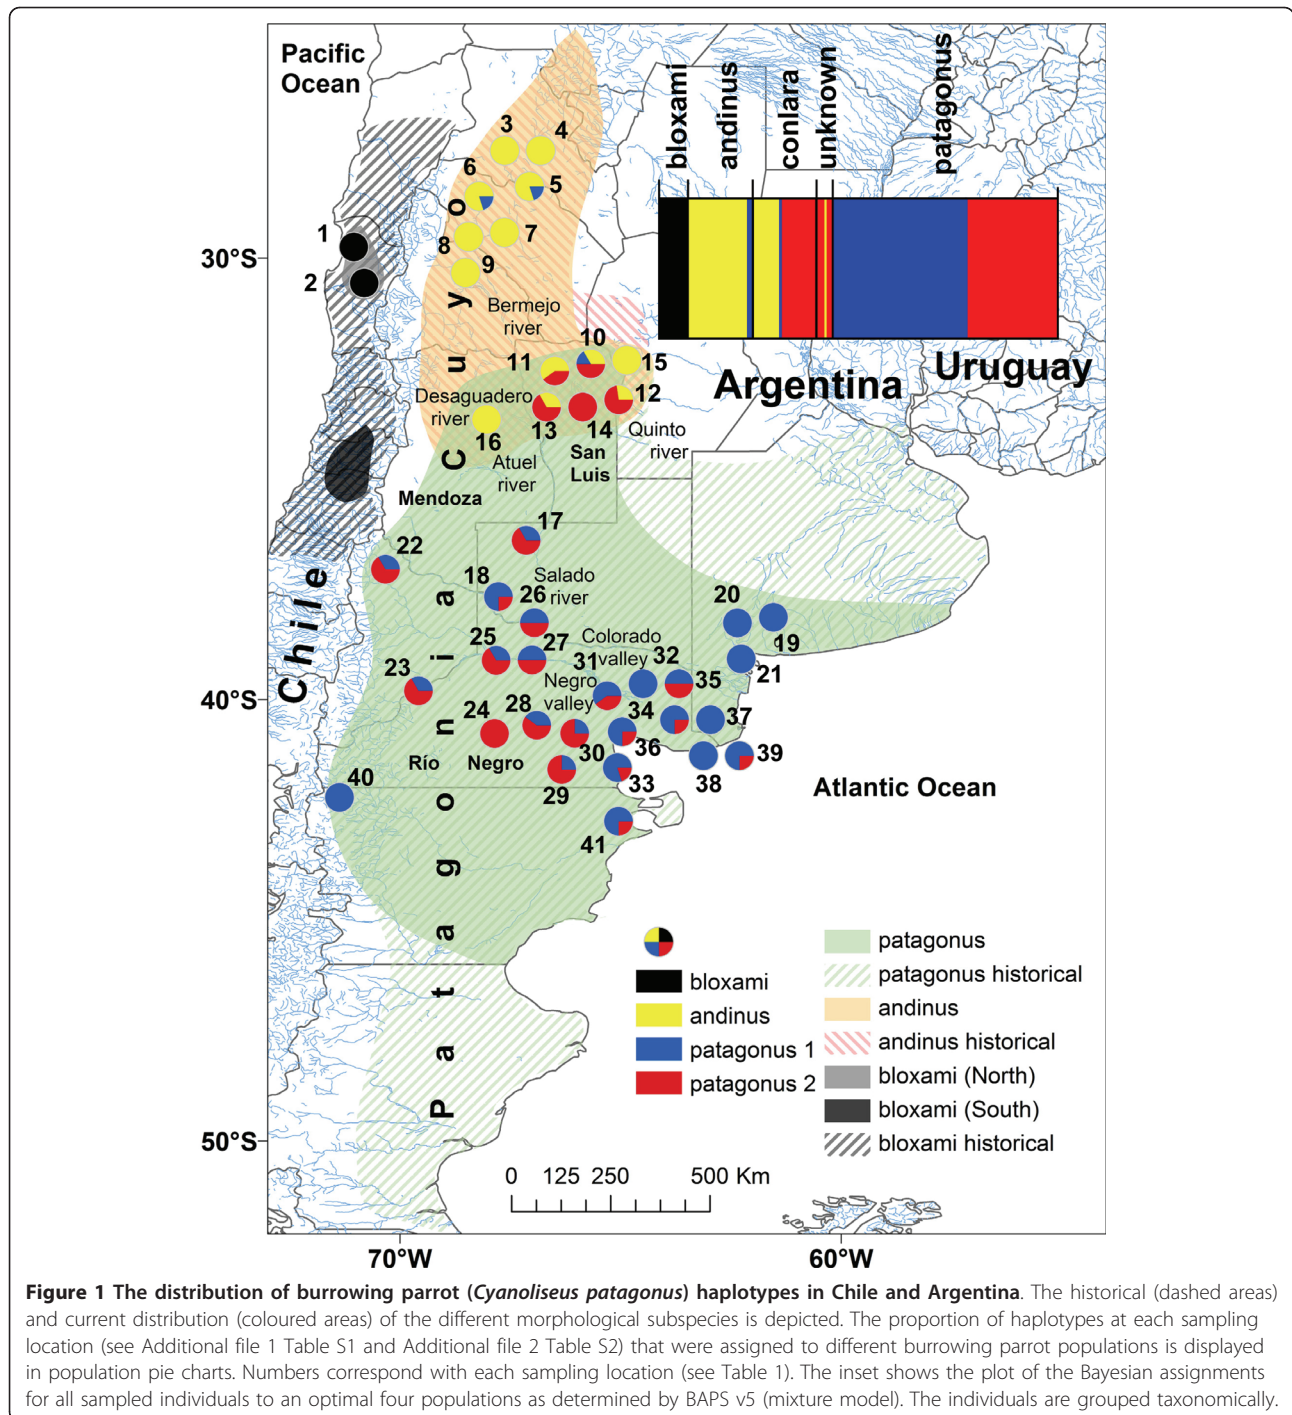 Pacific
Ocean
bloxami
andinus
conlara
unknown
patagonus
3
4
6
5
1
8
7
30°S
2
9
Bermejo
river
10
11
15
Uruguay
Argentina
Desaguadero
river
12
16
13
14
Quinto
river
Cuyo
Atuel
river
San
Luis
Mendoza
17
22
Chile
18
Salado
river
26
20
25
27
Colorado
valley
19
31
32
21
23
Negro
valley
35
40°S
24
28
34
37
30
36
39
Río
Negro
40
29
33
38
Atlantic Ocean
41
Patagonia
bloxami
andinus
patagonus 1
patagonus 2
patagonus
patagonus historical
andinus
andinus historical
bloxami (North)
bloxami (South)
bloxami historical
50°S
0 125 250 500 Km
70°W
60°W
Figure 1 The distribution of burrowing parrot (Cyanoliseus patagonus) haplotypes in Chile and Argentina. The historical (dashed areas)
and current distribution (coloured areas) of the different morphological subspecies is depicted. The proportion of haplotypes at each sampling
location (see Additional file 1 Table S1 and Additional file 2 Table S2) that were assigned to different burrowing parrot populations is displayed
in population pie charts. Numbers correspond with each sampling location (see Table 1). The inset shows the plot of the Bayesian assignments
for all sampled individuals to an optimal four populations as determined by BAPS v5 (mixture model). The individuals are grouped taxonomically.